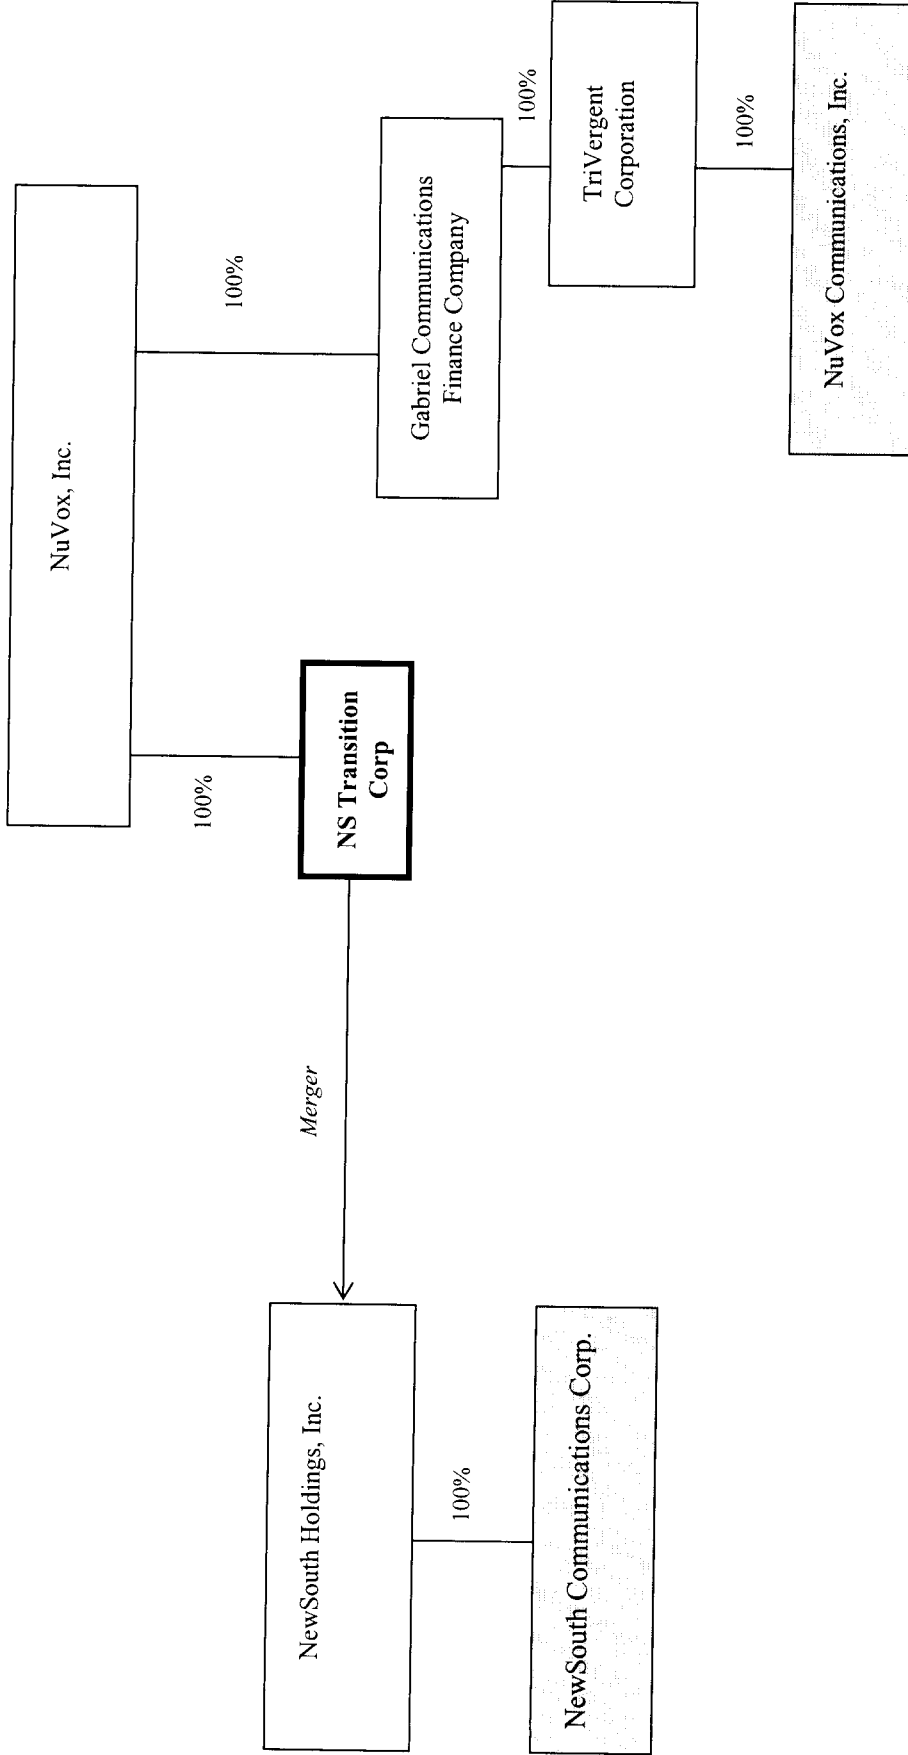 NuVox, Inc.
100%
100%
NS Transition
Corp
Merger
Gabriel Communications
Finance Company
100%
TriVergent
Corporation
100%
NuVox Communications, Inc.
NewSouth Holdings, Inc.
100%
NewSouth Communications Corp.